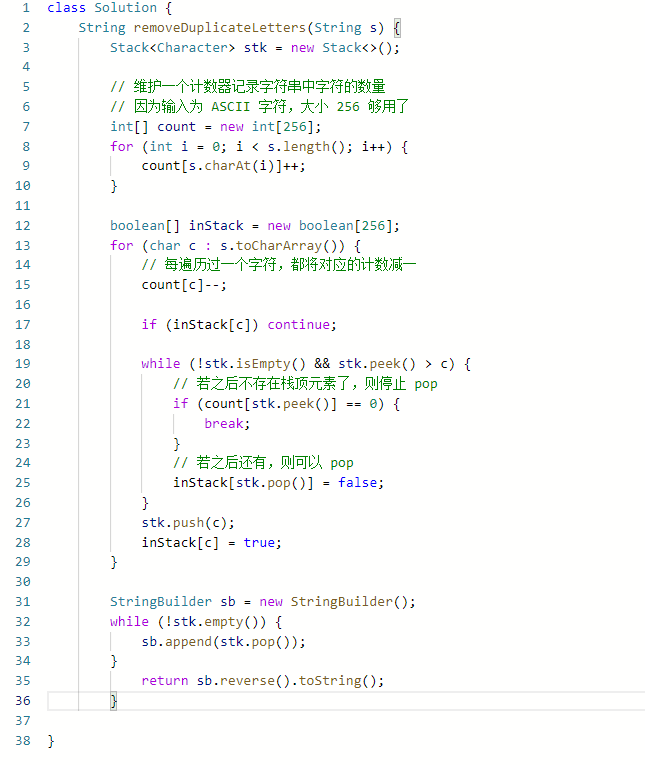 1 class Solution {
2     String removeDuplicateLetters(String s) {
3         Stack<Character> stk = new Stack<>();
4
5         // 维护一个计数器记录字符串中字符的数量
6         // 因为输入为 ASCII 字符，大小 256 够用了
7         int[] count = new int[256];
8         for (int i = 0; i < s.length(); i++) {
9             count[s.charAt(i)]++;
10         }
11
12         boolean[] inStack = new boolean[256];
13         for (char c : s.toCharArray()) {
14             // 每遍历过一个字符，都将对应的计数减一
15             count[c]--;
16
17             if (inStack[c]) continue;
18
19             while (!stk.isEmpty() && stk.peek() > c) {
20                 // 若之后不存在栈顶元素了，则停止 pop
21                 if (count[stk.peek()] == 0) {
22                     break;
23                 }
24                 // 若之后还有，则可以 pop
25                 inStack[stk.pop()] = false;
26             }
27             stk.push(c);
28             inStack[c] = true;
29         }
30
31         StringBuilder sb = new StringBuilder();
32         while (!stk.empty()) {
33             sb.append(stk.pop());
34         }
35             return sb.reverse().toString();
36         }
37
38 }